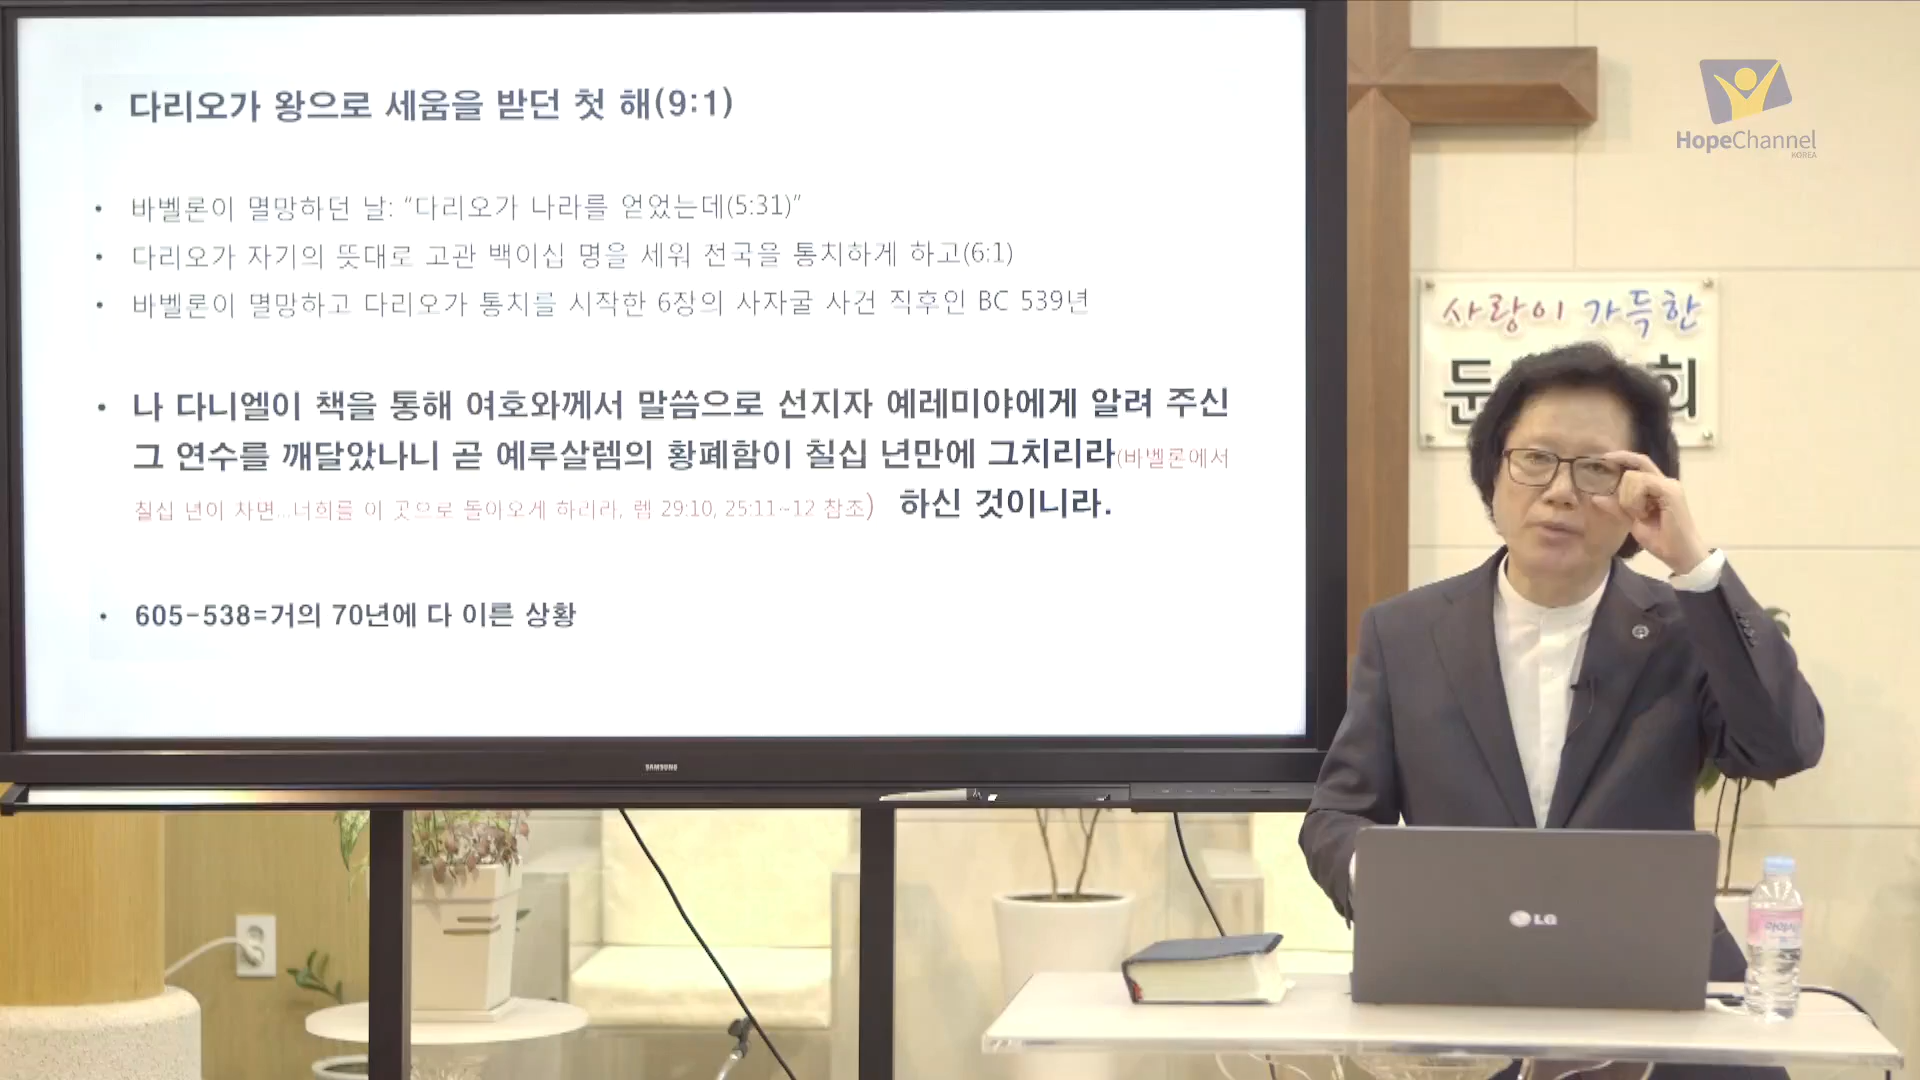 • 다리오가 왕으로 세움을 받던 첫 해(9:1)
• 바벨론이 멸망하던 날: “다리오가 나라를 얻었는데(5:31)”
• 다리오가 자기의 뜻대로 고관 백이십 명을 세워 전국을 통치하게 하고(6:1)
• 바벨론이 멸망하고 다리오가 통치를 시작한 6장의 사자굴 사건 직후인 BC 539년
• 나 다니엘이 책을 통해 여호와께서 말씀으로 선지자 예레미야에게 알려 주신
그 연수를 깨달았나니 곧 예루살렘의 황폐함이 칠십 년만에 그치리라(바벨론에서
칠십 년이 차면...너희를 이 곳으로 돌아오게 하리라, 렘 29:10, 25:11-12 참조) 하신 것이니라.
• 605-538=거의 70년에 다 이른 상황
SAMSUNG
HopeChannel
KOREA
사랑이 가득한
둔 회
LG